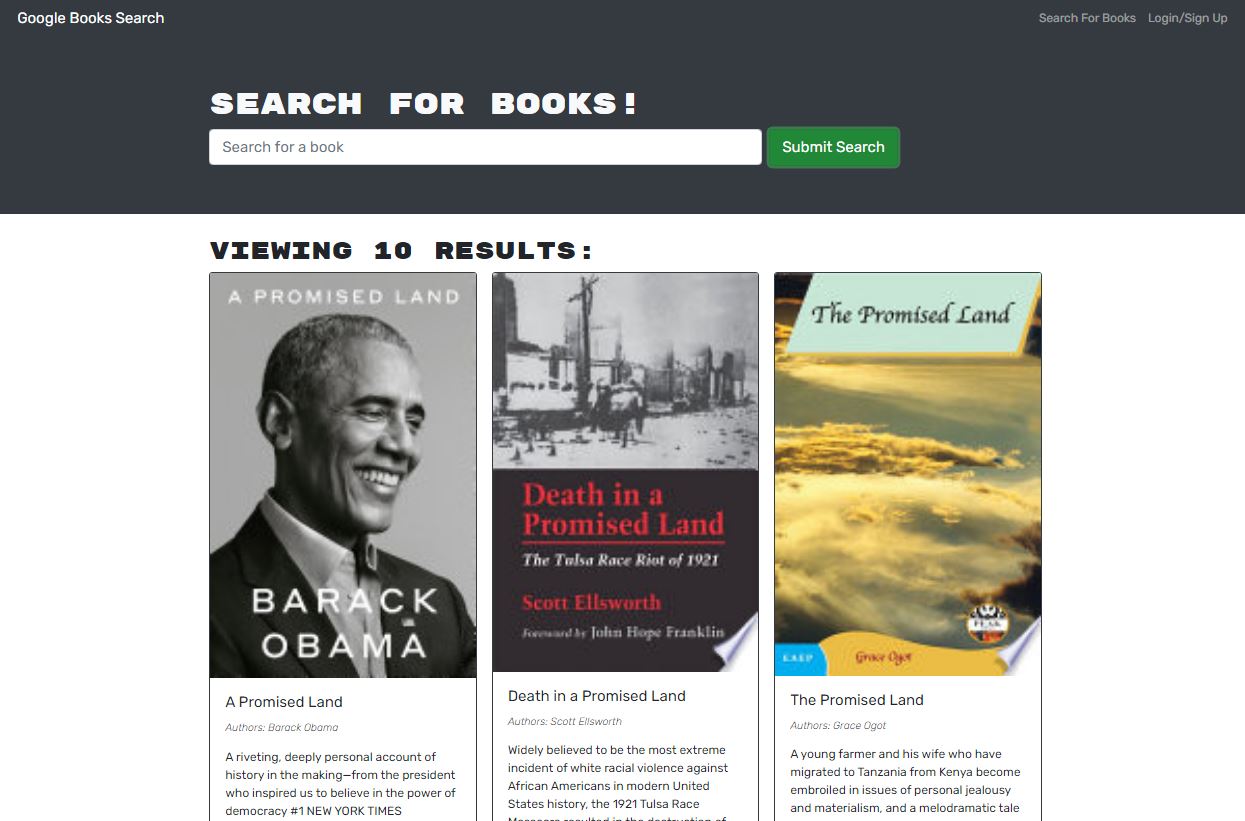 Google Books Search
Search For Books Login/Sign Up
SEARCH FOR BOOKS!
Search for a book
Submit Search
VIEWING 10 RESULTS:
A PROMISED LAND
BARACK
OBAMA
A Promised Land
Authors: Barack Obama
A riveting, deeply personal account of
history in the making—from the president
who inspired us to believe in the power of
democracy #1 NEW YORK TIMES
Death in a
Promised Land
The Tulsa Race Riot of 1921
Scott Ellsworth
Foreword by John Hope Franklin
Death in a Promised Land
Authors: Scott Ellsworth
Widely believed to be the most extreme
incident of white racial violence against
African Americans in modern United
States history, the 1921 Tulsa Race
Massacre resulted in the destruction of
The Promised Land
PEAK
EAEP
Grace Ogot
The Promised Land
Authors: Grace Ogot
A young farmer and his wife who have
migrated to Tanzania from Kenya become
embroiled in issues of personal jealousy
and materialism, and a melodramatic tale